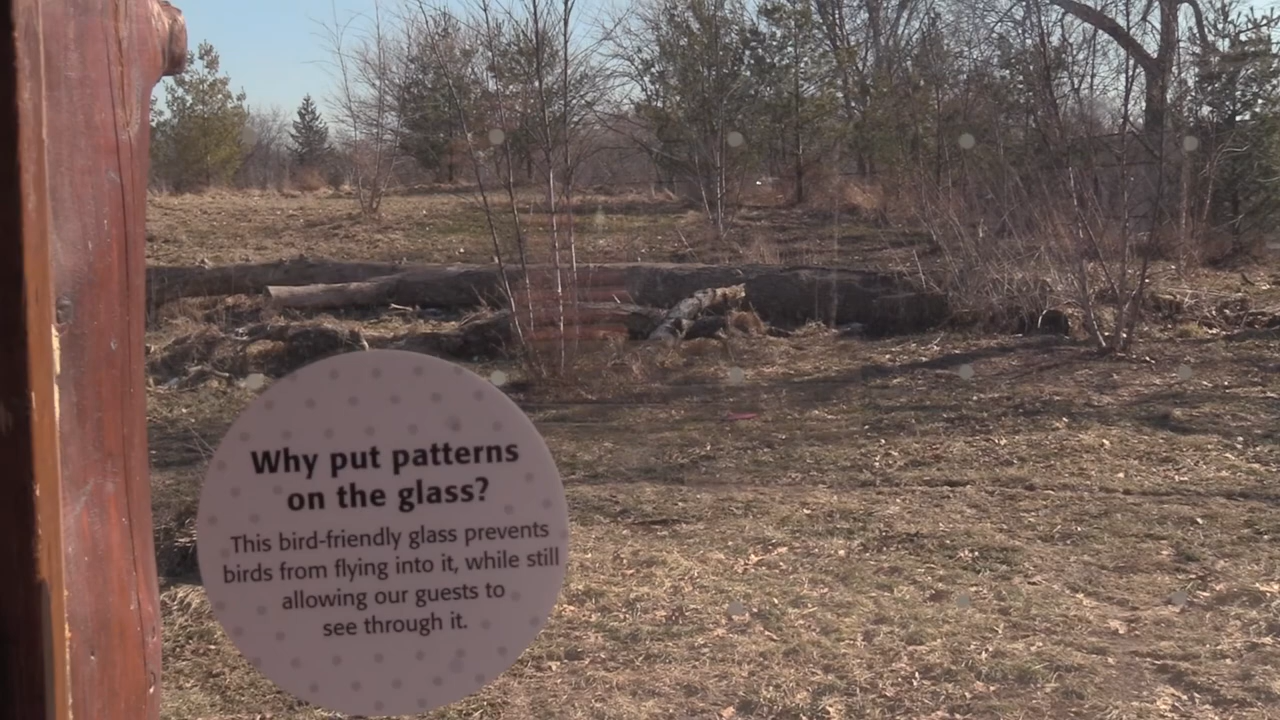 Why put patterns
on the glass?
This bird-friendly glass prevents
birds from flying into it, while still
allowing our guests to
see through it.